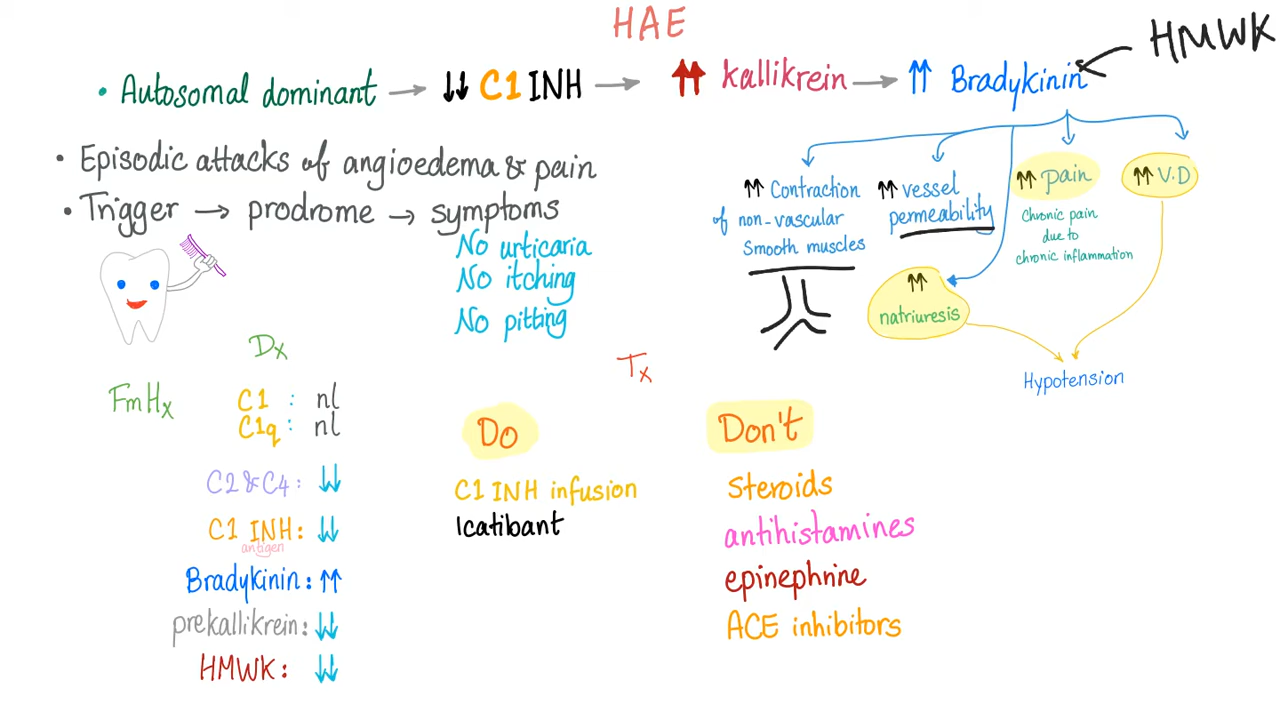 HAE
HMWK
• Autosomal dominant → ↓↓ C1 INH → ↑↑ kallikrein → ↑↑ Bradykinin
• Episodic attacks of angioedema & pain
• Trigger → prodrome → symptoms
No urticaria
No itching
No pitting
↑↑ Contraction
of non-vascular
Smooth muscles
↑↑ vessel
permeability
↑↑ pain
chronic pain
due to
chronic inflammation
↑↑ V.D
↑↑
natriuresis
Hypotension
FmHx
Dx
C1 : nl
C1q : nl
C2 & C4: ↓↓
C1 INH: ↓↓
antigen
Bradykinin: ↑↑
prekallikrein: ↓↓
HMWK: ↓↓
Tx
Do
C1 INH infusion
Icatibant
Don't
steroids
antihistamines
epinephrine
ACE inhibitors